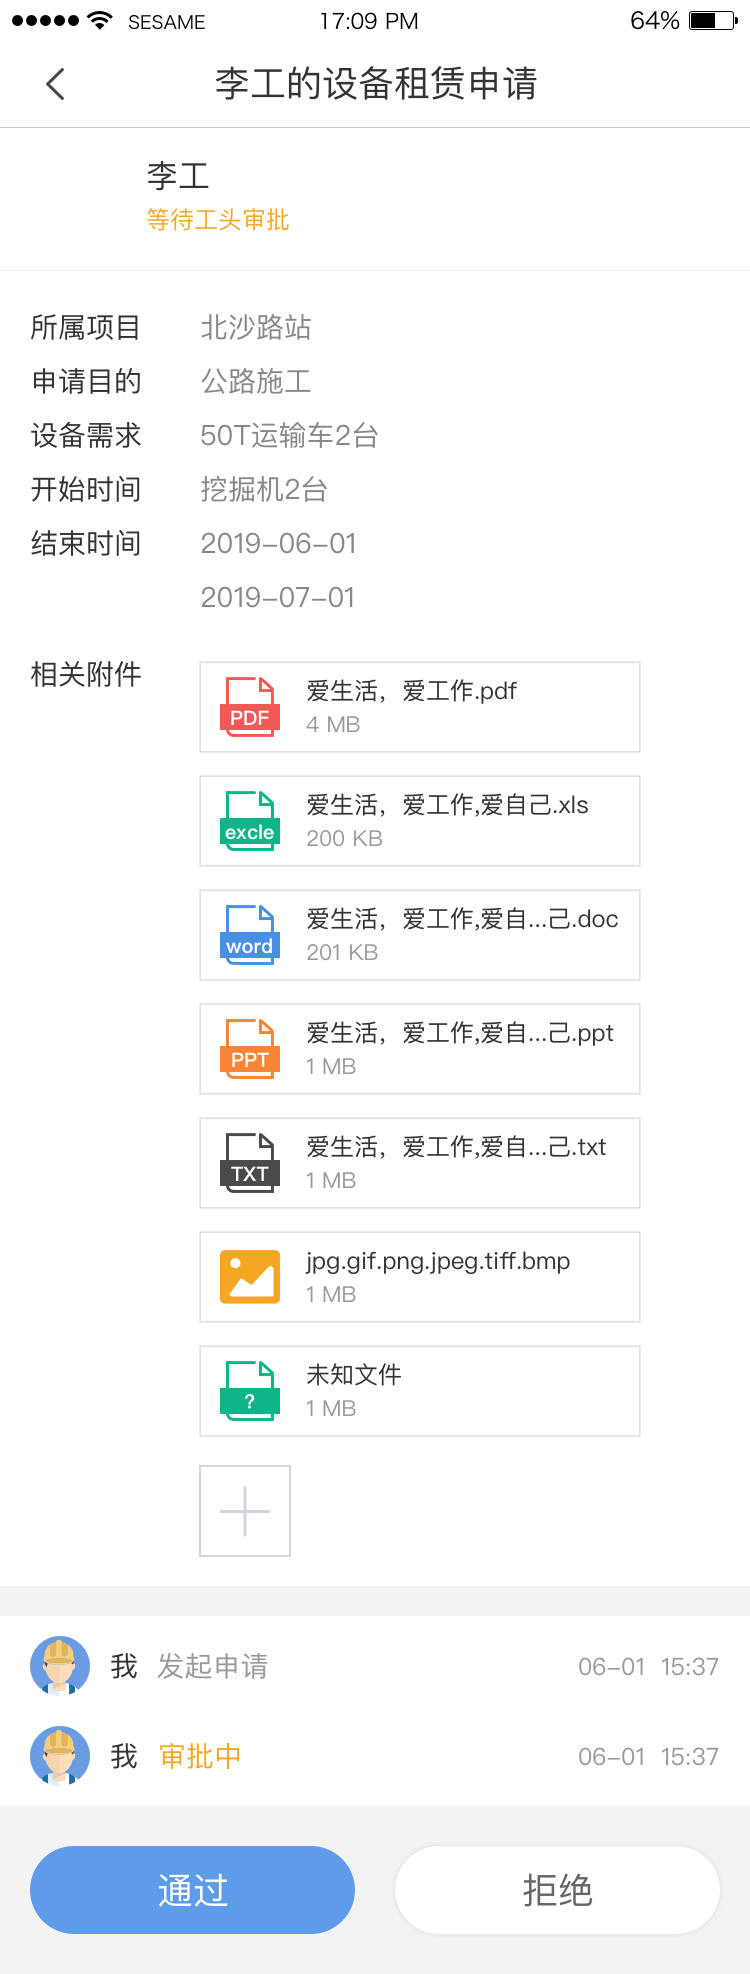 SESAME 17:09 PM 64%
李工的设备租赁申请
李工
等待工头审批
所属项目 北沙路站
申请目的 公路施工
设备需求 50T运输车2台
开始时间 挖掘机2台
结束时间 2019-06-01
2019-07-01
相关附件
PDF 爱生活，爱工作.pdf
4 MB
excle 爱生活，爱工作,爱自己.xls
200 KB
word 爱生活，爱工作,爱自...己.doc
201 KB
PPT 爱生活，爱工作,爱自...己.ppt
1 MB
TXT 爱生活，爱工作,爱自...己.txt
1 MB
jpg.gif.png.jpeg.tiff.bmp
1 MB
? 未知文件
1 MB
我 发起申请 06-01 15:37
我 审批中 06-01 15:37
通过 拒绝